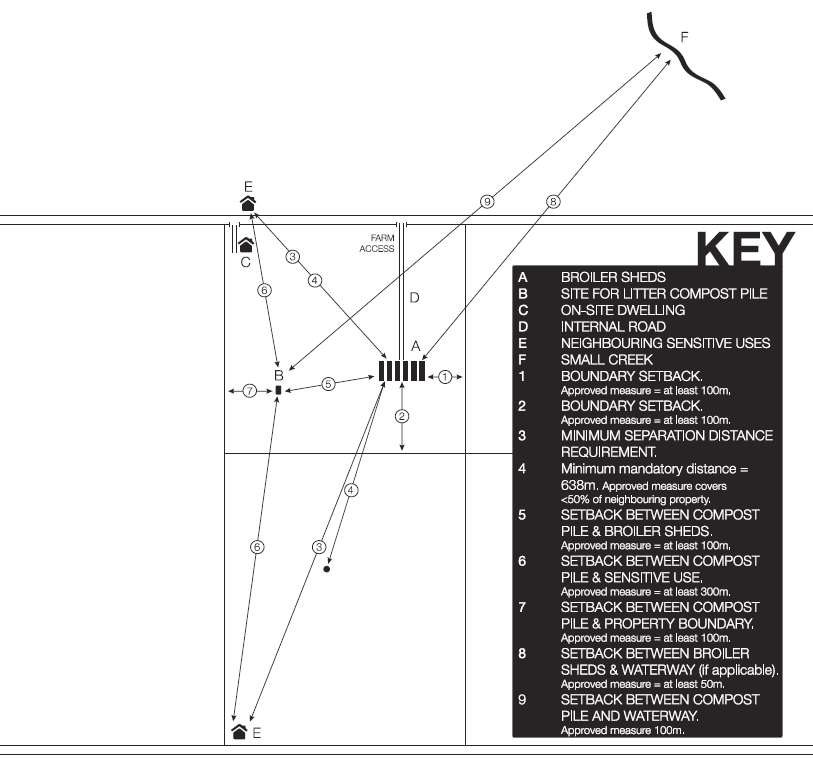 F
9
8
E
FARM
ACCESS
3
C
4
6
D
A
B
1
7
5
2
4
6
3
E
KEY
A BROILER SHEDS
B SITE FOR LITTER COMPOST PILE
C ON-SITE DWELLING
D INTERNAL ROAD
E NEIGHBOURING SENSITIVE USES
F SMALL CREEK
1 BOUNDARY SETBACK.
Approved measure = at least 100m.
2 BOUNDARY SETBACK.
Approved measure = at least 100m.
3 MINIMUM SEPARATION DISTANCE
REQUIREMENT.
4 Minimum mandatory distance =
638m. Approved measure covers
<50% of neighbouring property.
5 SETBACK BETWEEN COMPOST
PILE & BROILER SHEDS.
Approved measure = at least 100m.
6 SETBACK BETWEEN COMPOST
PILE & SENSITIVE USE.
Approved measure = at least 300m.
7 SETBACK BETWEEN COMPOST
PILE & PROPERTY BOUNDARY.
Approved measure = at least 100m.
8 SETBACK BETWEEN BROILER
SHEDS & WATERWAY (if applicable).
Approved measure = at least 50m.
9 SETBACK BETWEEN COMPOST
PILE AND WATERWAY.
Approved measure 100m.